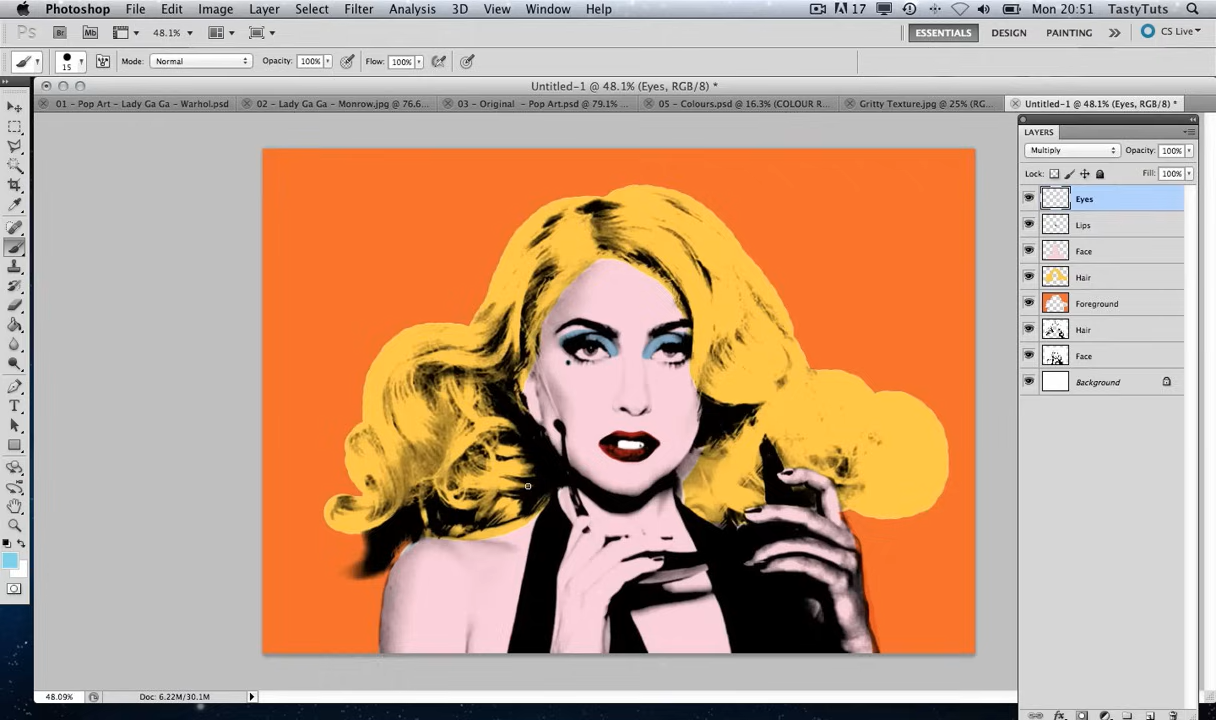 Photoshop File Edit Image Layer Select Filter Analysis 3D View Window Help 17 Mon 20:51 TastyTuts
Ps Br Mb 48.1% ESSENTIALS DESIGN PAINTING CS Live
15 Mode: Normal Opacity: 100% Flow: 100%
Untitled-1 @ 48.1% (Eyes, RGB/8) *
01 - Pop Art - Lady Ga Ga - Warhol.psd 02 - Lady Ga Ga - Monrow.jpg @ 76.6... 03 - Original - Pop Art.psd @ 79.1% ... 05 - Colours.psd @ 16.3% (COLOUR R... Gritty Texture.jpg @ 25% (RG... Untitled-1 @ 48.1% (Eyes, RGB/8) *
LAYERS
Multiply Opacity: 100%
Lock: Fill: 100%
Eyes
Lips
Face
Hair
Foreground
Hair
Face
Background
48.09% Doc: 6.22M/30.1M